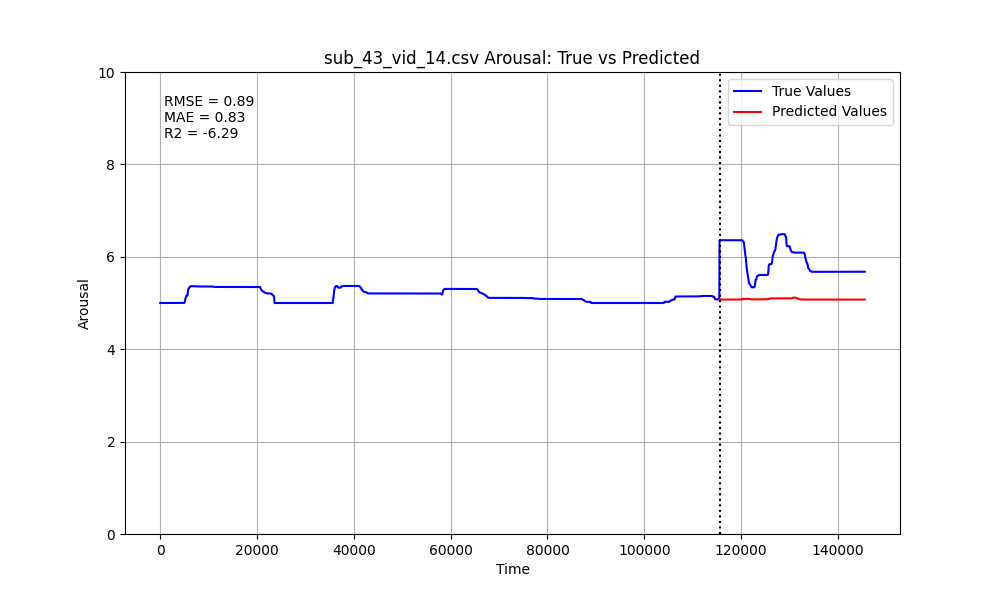 sub_43_vid_14.csv Arousal: True vs Predicted
10
8
6
4
2
0
Arousal
RMSE = 0.89
MAE = 0.83
R2 = -6.29
True Values
Predicted Values
0 20000 40000 60000 80000 100000 120000 140000
Time